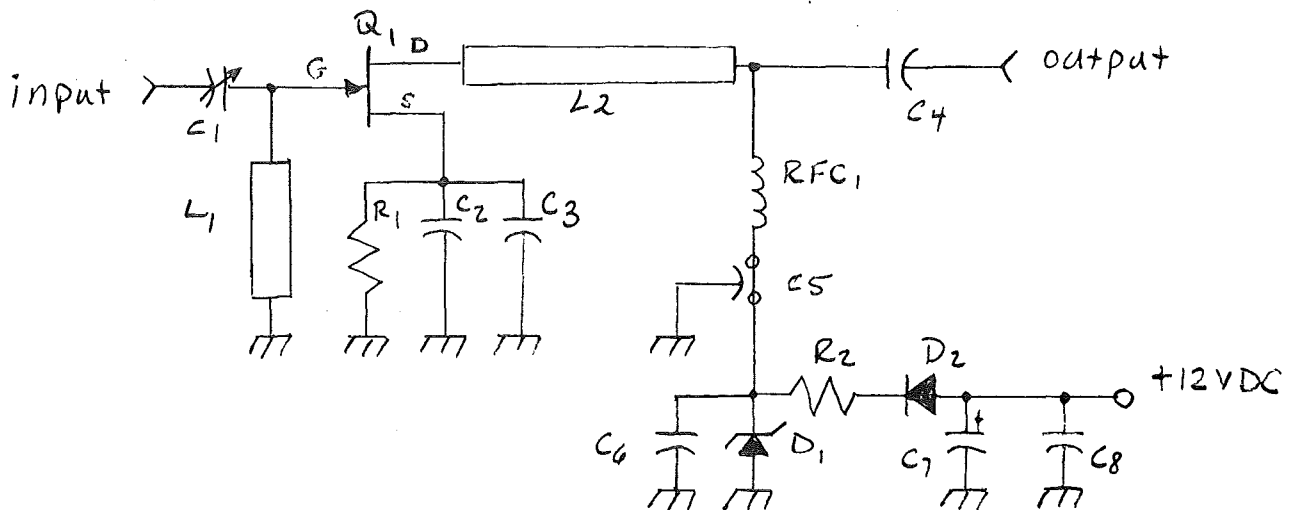 Q1
D
G
S
input
C1
L2
output
C4
L1
R1
C2
C3
RFC1
C5
R2
D2
+12VDC
C6
D1
+
C7
C8